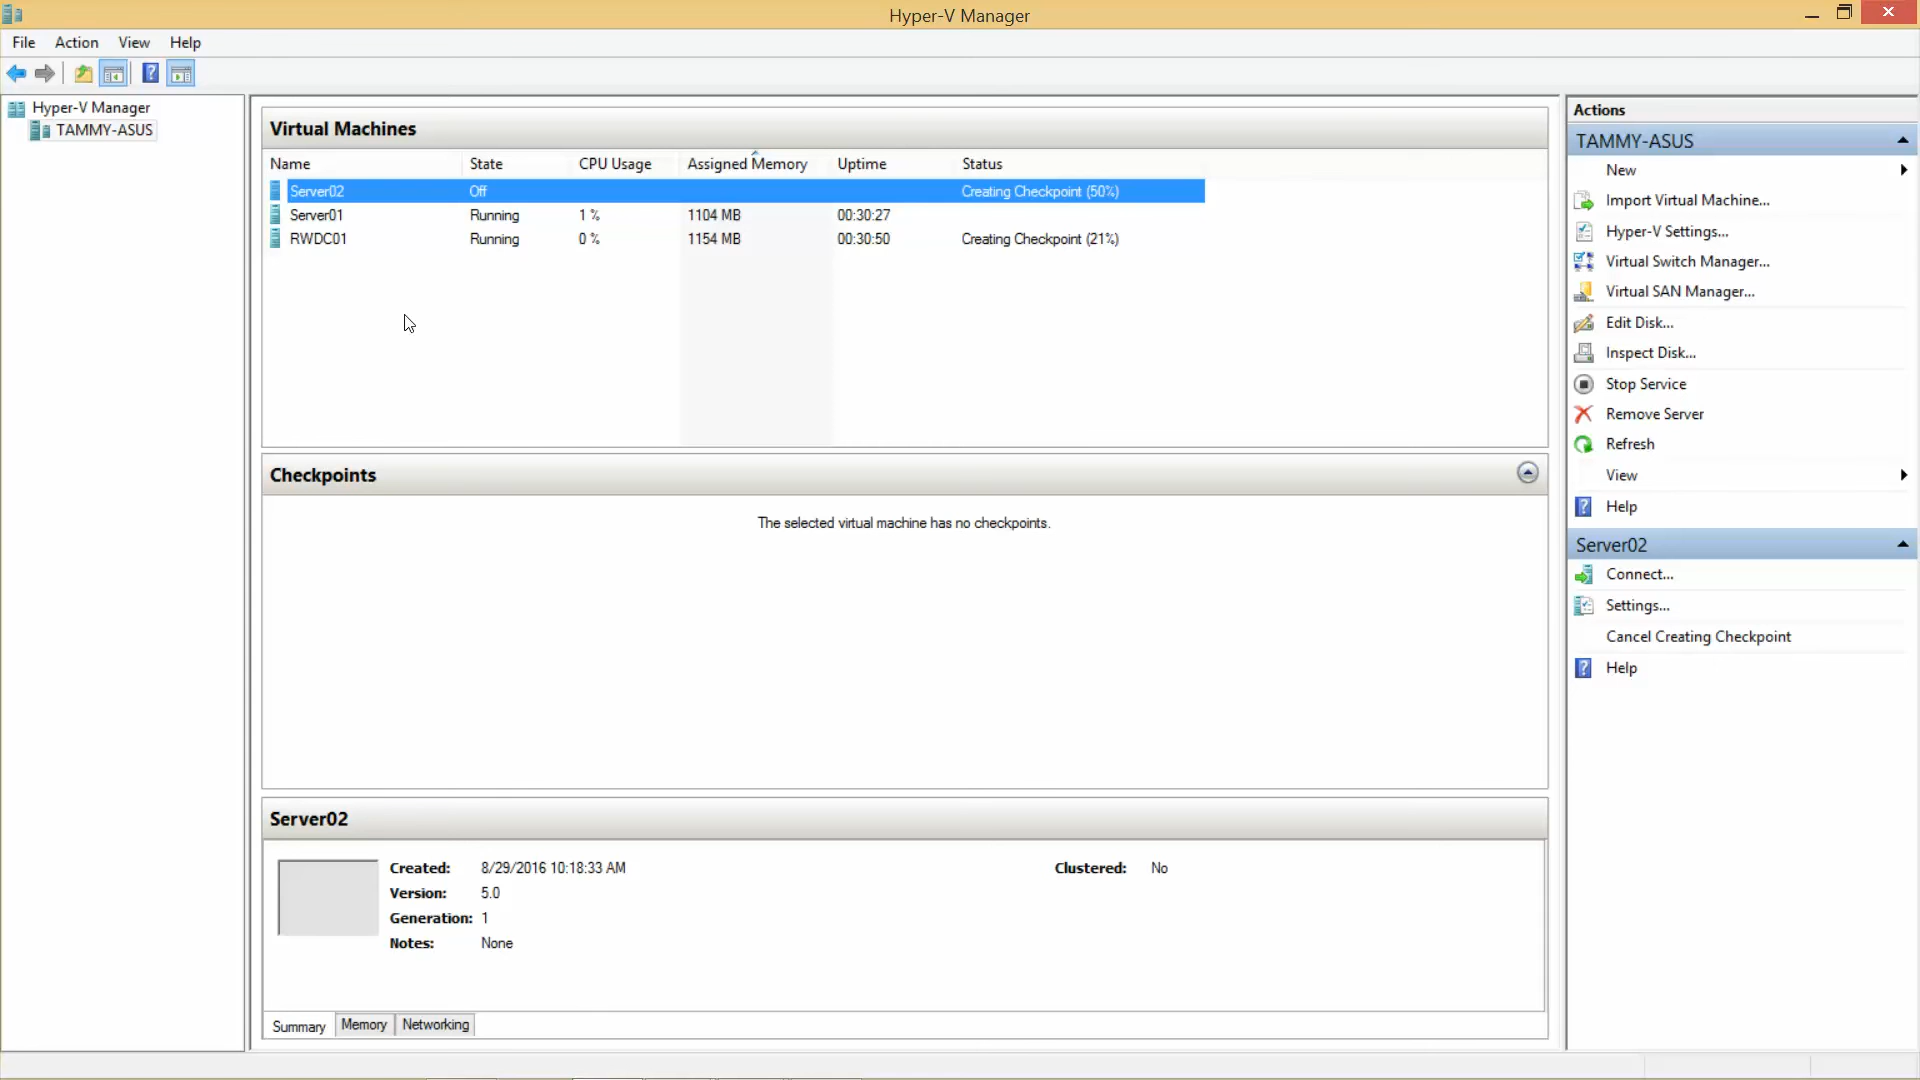 Hyper-V Manager
File Action View Help
Hyper-V Manager
TAMMY-ASUS
Virtual Machines
Name State CPU Usage Assigned Memory Uptime Status
Server02 Off Creating Checkpoint (50%)
Server01 Running 1 % 1104 MB 00:30:27
RWDC01 Running 0 % 1154 MB 00:30:50 Creating Checkpoint (21%)
Checkpoints
The selected virtual machine has no checkpoints.
Server02
Created: 8/29/2016 10:18:33 AM Clustered: No
Version: 5.0
Generation: 1
Notes: None
Summary Memory Networking
Actions
TAMMY-ASUS
New
Import Virtual Machine...
Hyper-V Settings...
Virtual Switch Manager...
Virtual SAN Manager...
Edit Disk...
Inspect Disk...
Stop Service
Remove Server
Refresh
View
Help
Server02
Connect...
Settings...
Cancel Creating Checkpoint
Help